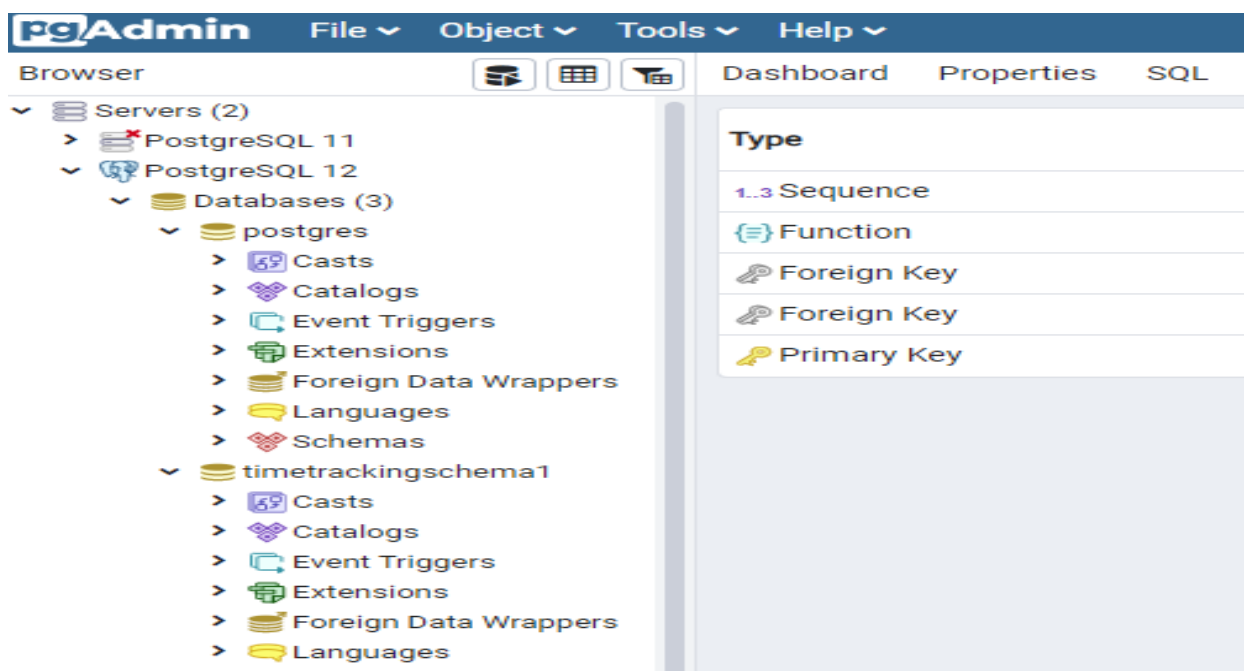 pgAdmin File Object Tools Help
Browser Dashboard Properties SQL
Servers (2)
PostgreSQL 11
PostgreSQL 12
Databases (3)
postgres
Casts
Catalogs
Event Triggers
Extensions
Foreign Data Wrappers
Languages
Schemas
timetrackingschema1
Casts
Catalogs
Event Triggers
Extensions
Foreign Data Wrappers
Languages
Type
1..3 Sequence
Function
Foreign Key
Foreign Key
Primary Key